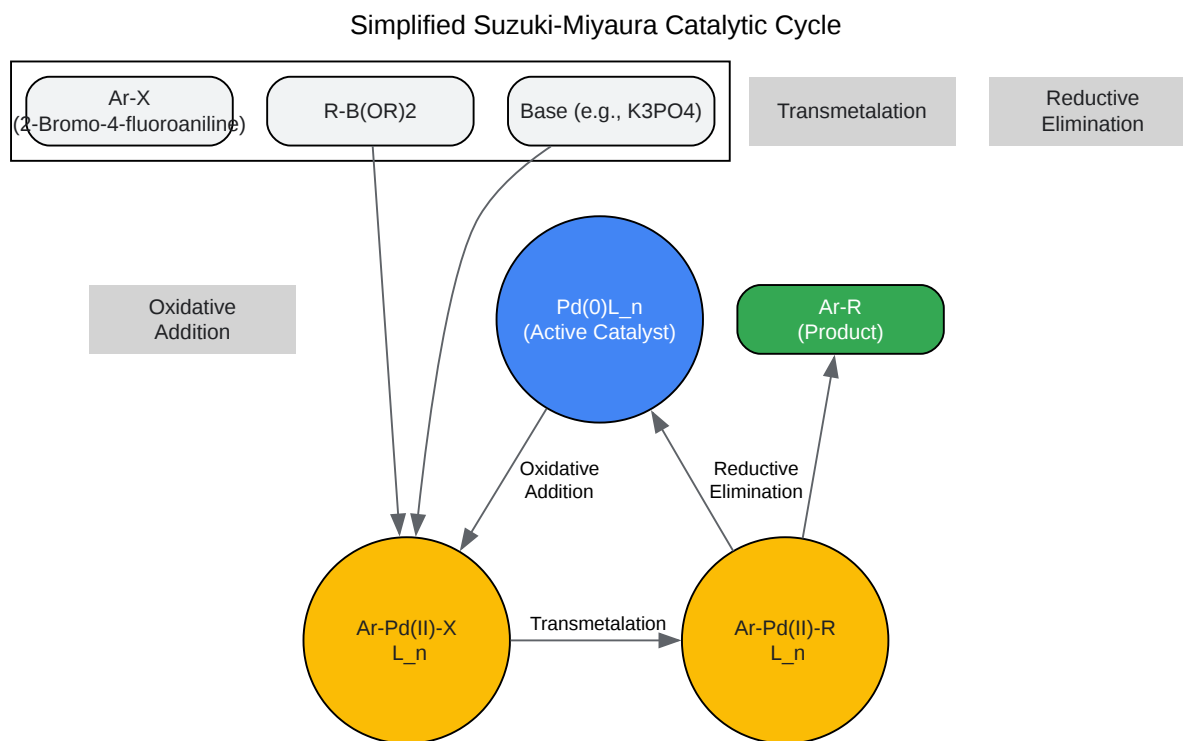 Simplified Suzuki-Miyaura Catalytic Cycle
Ar-X
(2-Bromo-4-fluoroaniline)
R-B(OR)2
Base (e.g., K3PO4)
Transmetalation
Reductive
Elimination
Oxidative
Addition
Pd(0)L_n
(Active Catalyst)
Ar-R
(Product)
Oxidative
Addition
Reductive
Elimination
Ar-Pd(II)-X
L_n
Transmetalation
Ar-Pd(II)-R
L_n